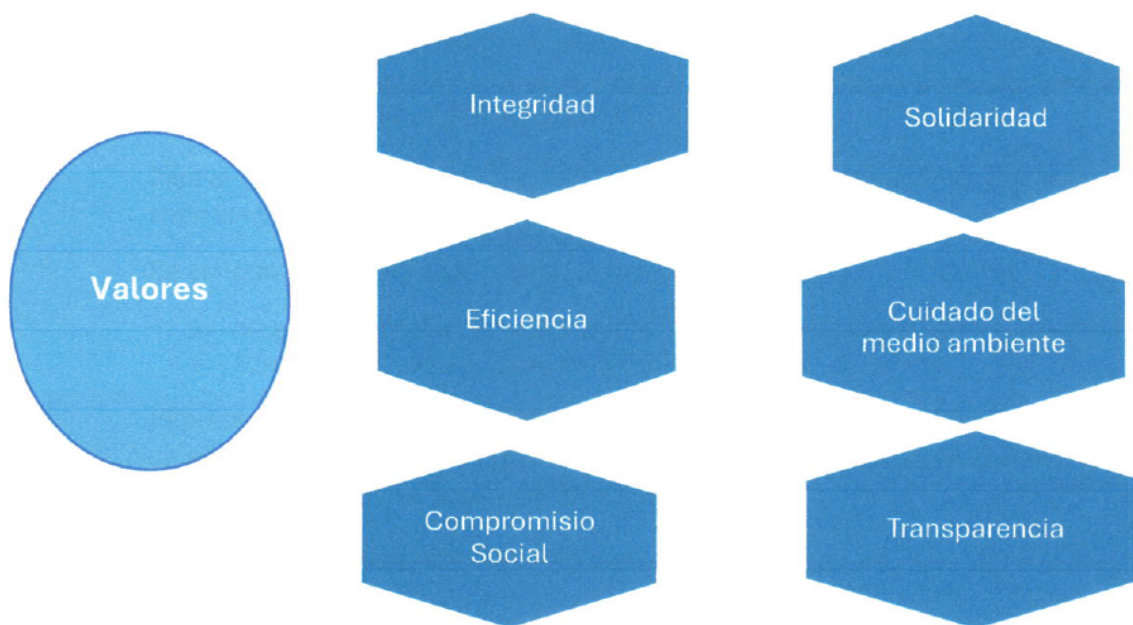 Valores
Integridad
Solidaridad
Eficiencia
Cuidado del
medio ambiente
Compromisio
Social
Transparencia